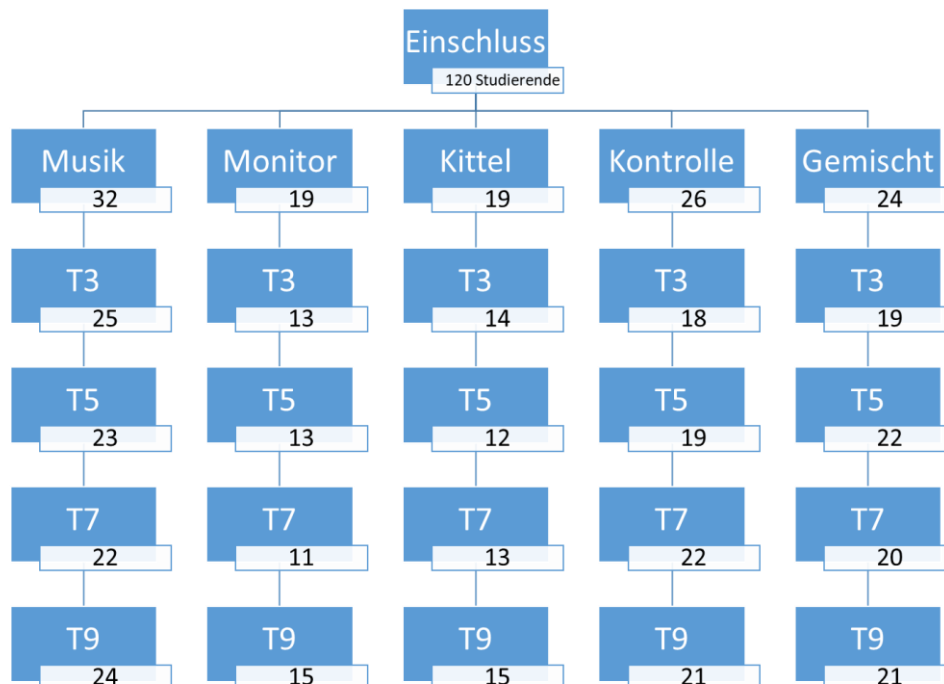 Einschluss
120 Studierende
Musik Monitor Kittel Kontrolle Gemischt
32 19 19 26 24
T3 T3 T3 T3 T3
25 13 14 18 19
T5 T5 T5 T5 T5
23 13 12 19 22
T7 T7 T7 T7 T7
22 11 13 22 20
T9 T9 T9 T9 T9
24 15 15 21 21